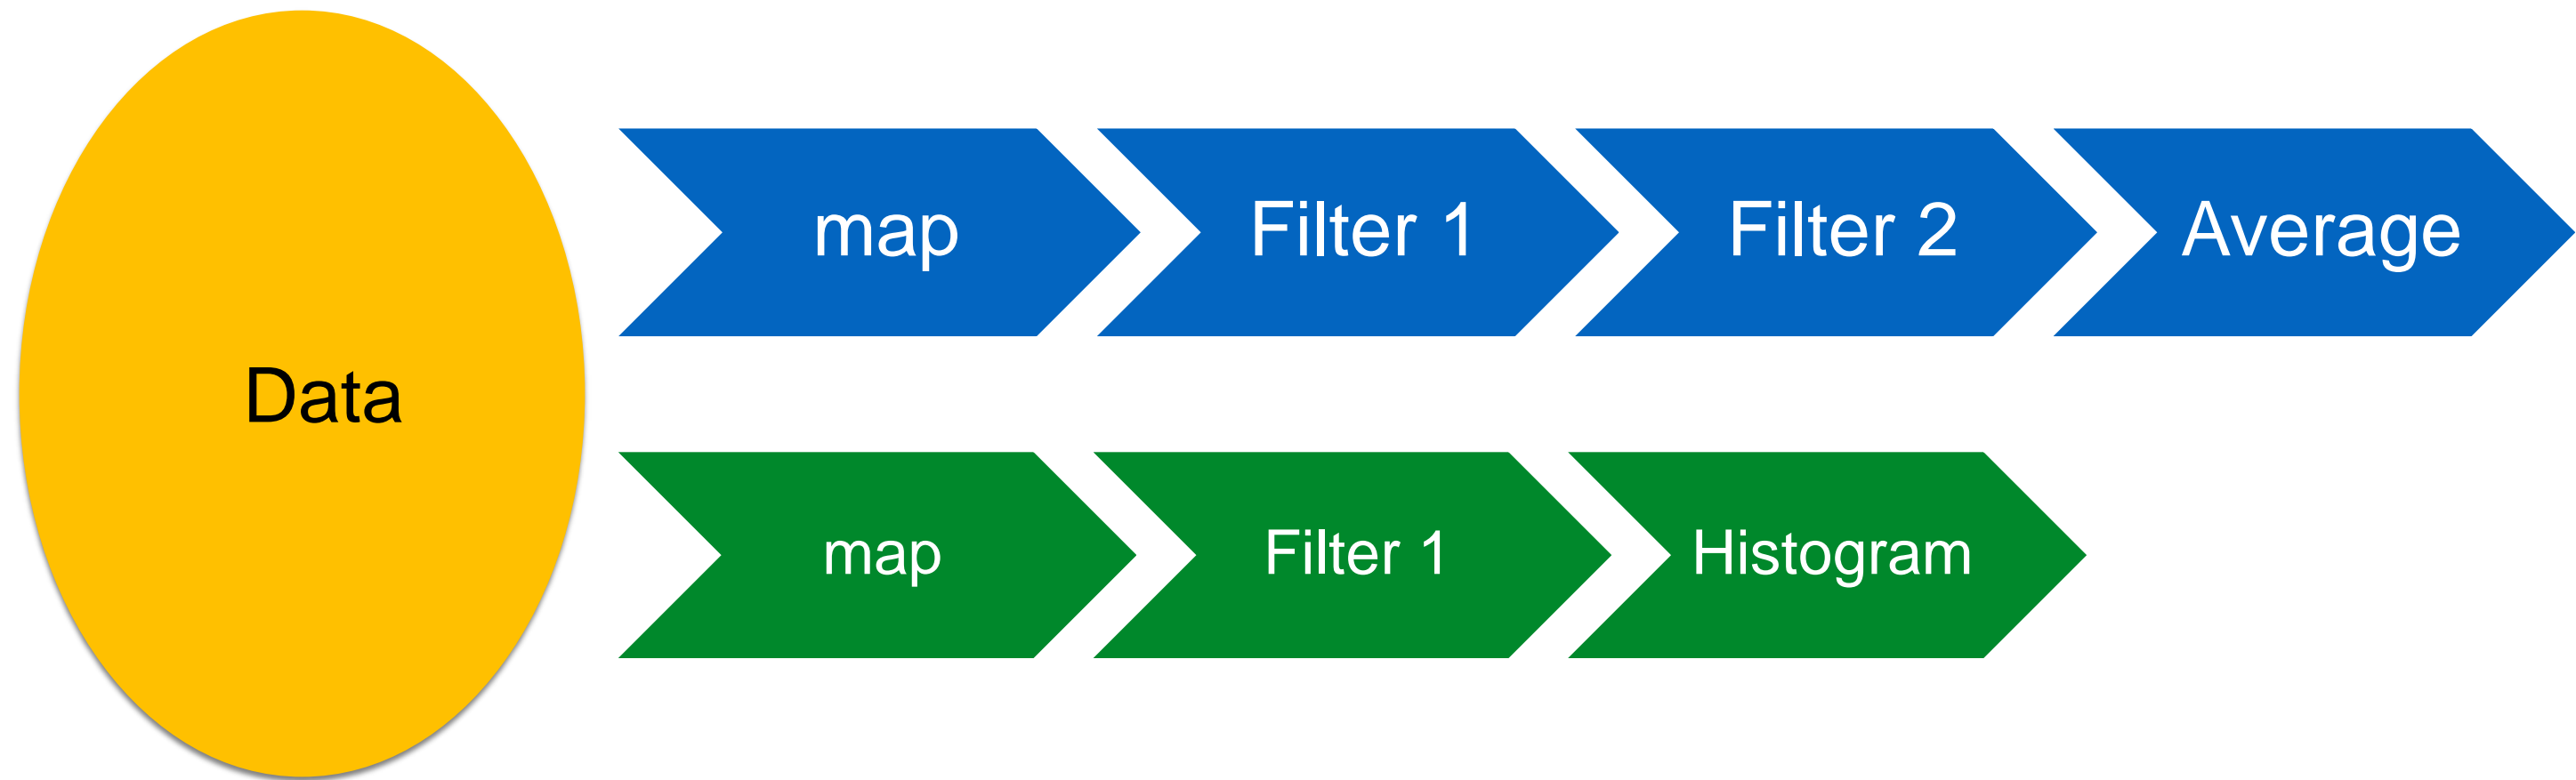 Data
map
Filter 1
Filter 2
Average
map
Filter 1
Histogram